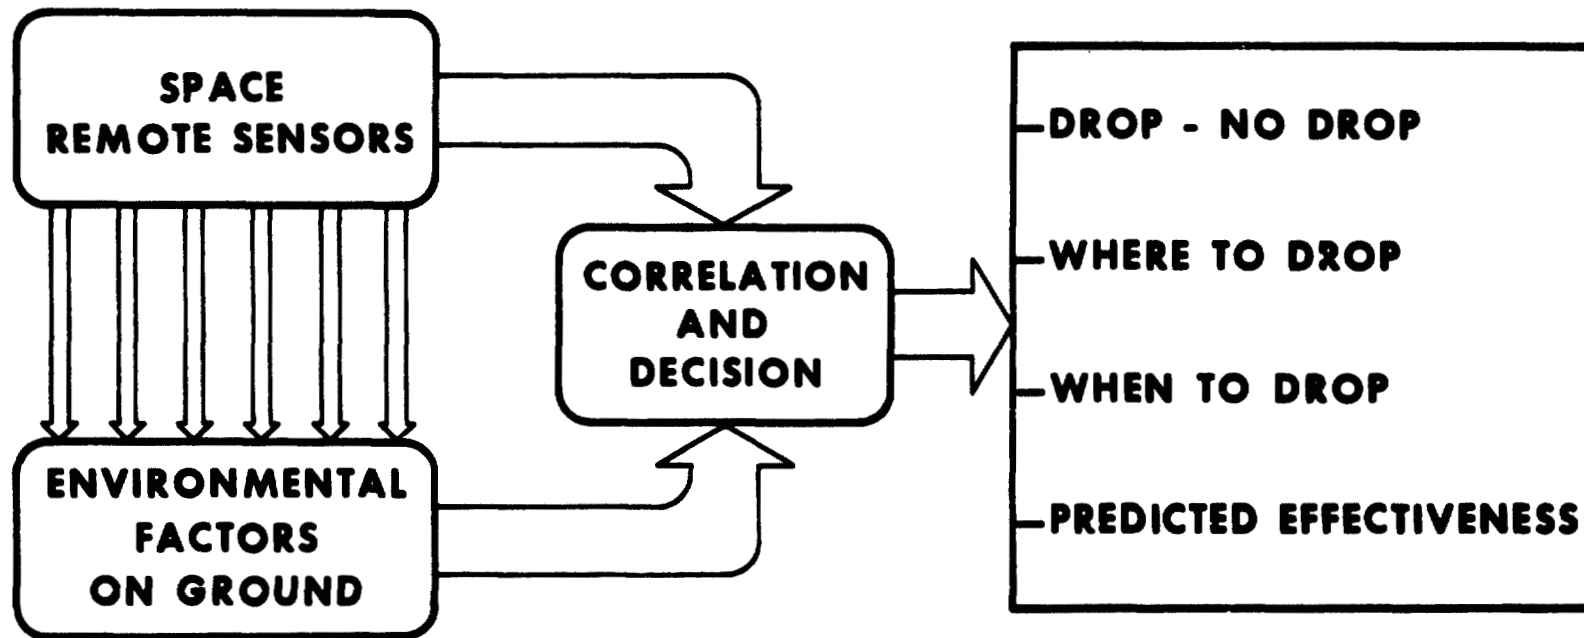 SPACE
REMOTE SENSORS
ENVIRONMENTAL
FACTORS
ON GROUND
CORRELATION
AND
DECISION
DROP - NO DROP
WHERE TO DROP
WHEN TO DROP
PREDICTED EFFECTIVENESS